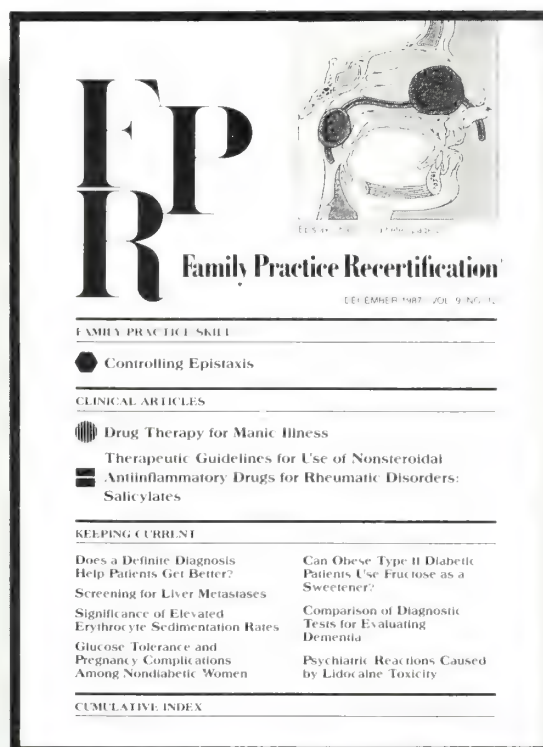 FP
R
Family Practice Recertification
DECEMBER 1987 VOL. 9 NO.
FAMILY PRACTICE SKILL
Controlling Epistaxis
CLINICAL ARTICLES
Drug Therapy for Manic Illness
Therapeutic Guidelines for Use of Nonsteroidal
Antiinflammatory Drugs for Rheumatic Disorders:
Salicylates
KEEPING CURRENT
Does a Definite Diagnosis
Help Patients Get Better?
Screening for Liver Metastases
Significance of Elevated
Erythrocyte Sedimentation Rates
Glucose Tolerance and
Pregnancy Complications
Among Nondiabetic Women
Can Obese Type II Diabetic
Patients Use Fructose as a
Sweetener?
Comparison of Diagnostic
Tests for Evaluating
Dementia
Psychiatric Reactions Caused
by Lidocaine Toxicity
CUMULATIVE INDEX